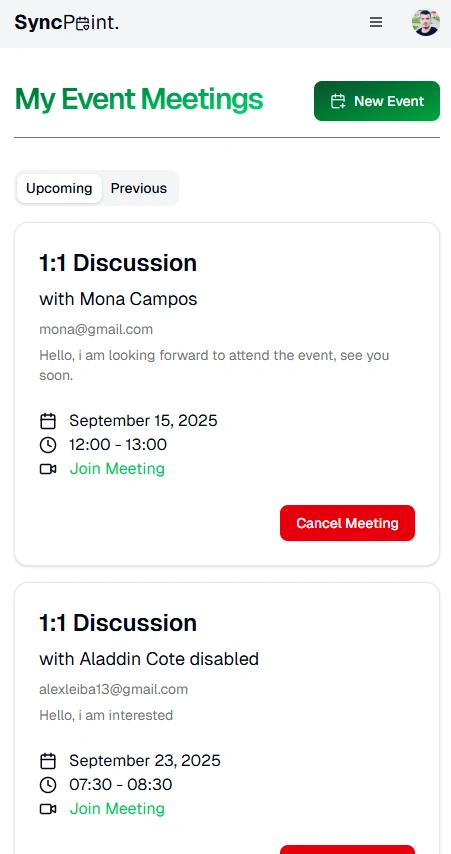 SyncPoint.
My Event Meetings
New Event
Upcoming Previous
1:1 Discussion
with Mona Campos
mona@gmail.com
Hello, i am looking forward to attend the event, see you
soon.
September 15, 2025
12:00 - 13:00
Join Meeting
Cancel Meeting
1:1 Discussion
with Aladdin Cote disabled
alexleiba13@gmail.com
Hello, i am interested
September 23, 2025
07:30 - 08:30
Join Meeting